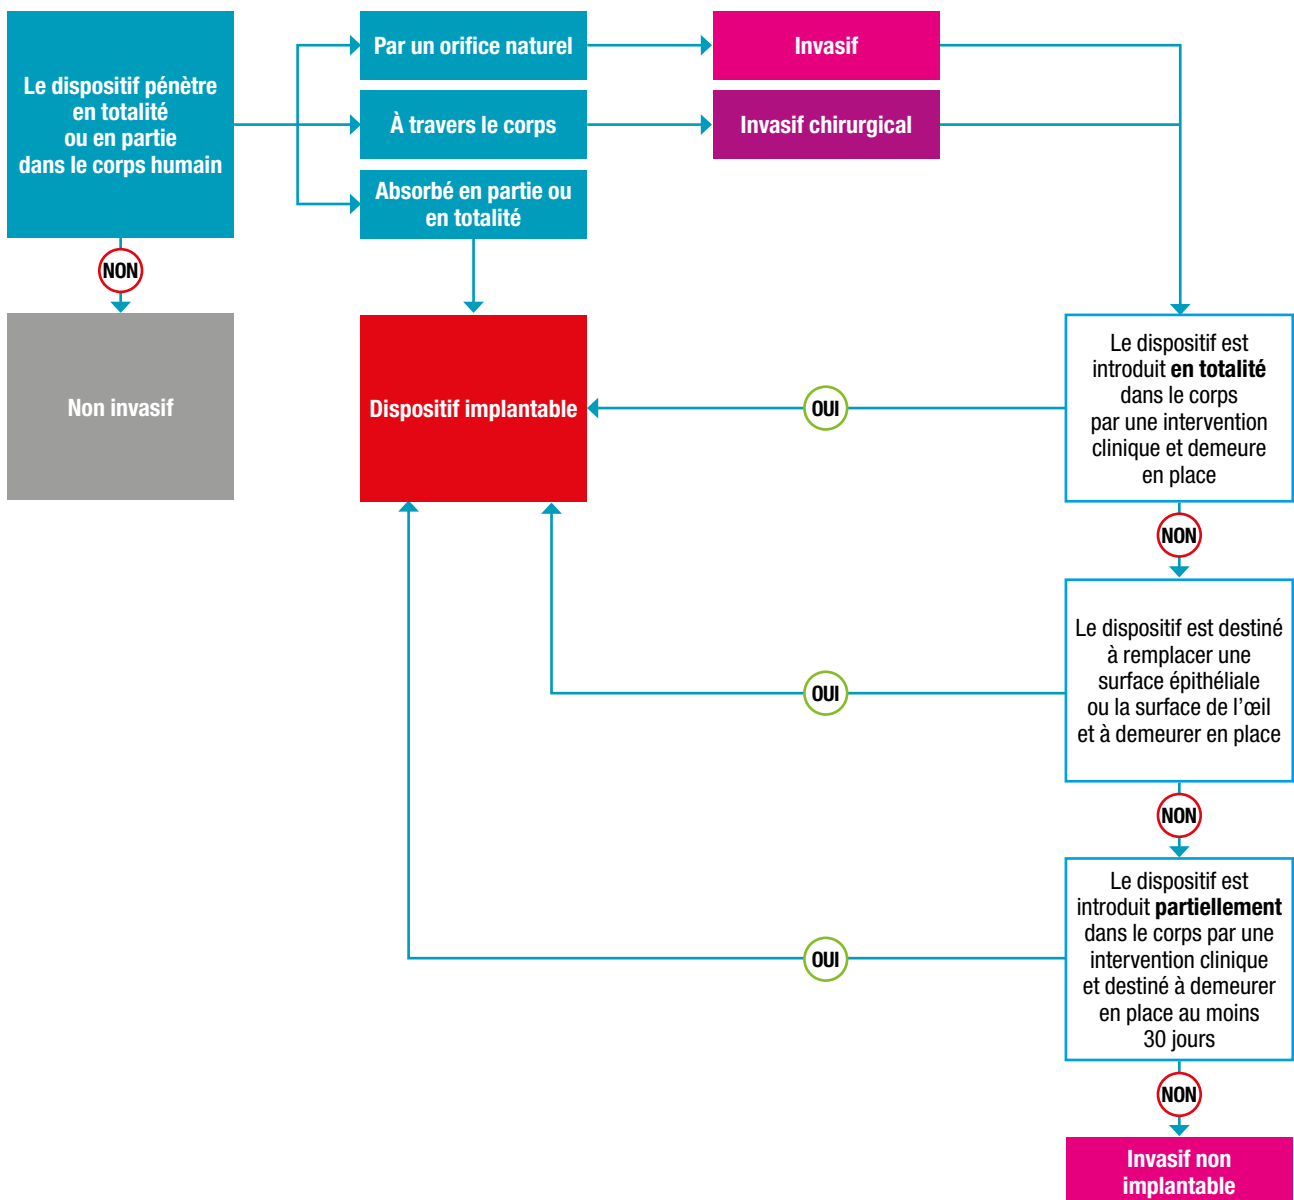 Le dispositif pénètre
en totalité
ou en partie
dans le corps humain
Par un orifice naturel
Invasif
À travers le corps
Invasif chirurgical
Absorbé en partie ou
en totalité
NON
Non invasif
Dispositif implantable
OUI
Le dispositif est
introduit en totalité
dans le corps
par une intervention
clinique et demeure
en place
NON
OUI
Le dispositif est destiné
à remplacer une
surface épithéliale
ou la surface de l’œil
et à demeurer en place
NON
OUI
Le dispositif est
introduit partiellement
dans le corps par une
intervention clinique
et destiné à demeurer
en place au moins
30 jours
NON
Invasif non
implantable